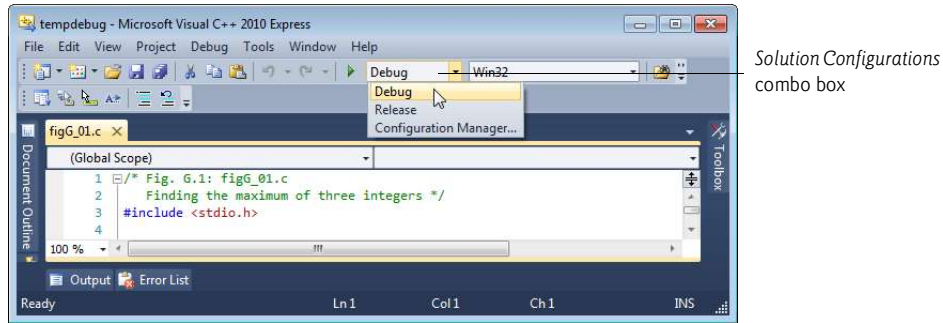 tempdebug - Microsoft Visual C++ 2010 Express
File Edit View Project Debug Tools Window Help
Debug Win32
Solution Configurations
combo box
Debug
Release
Configuration Manager...
figG_01.c
Document Outline
Toolbox
(Global Scope)
1 /* Fig. G.1: figG_01.c
2 Finding the maximum of three integers */
3 #include <stdio.h>
4
100 %
Output Error List
Ready Ln 1 Col 1 Ch 1 INS